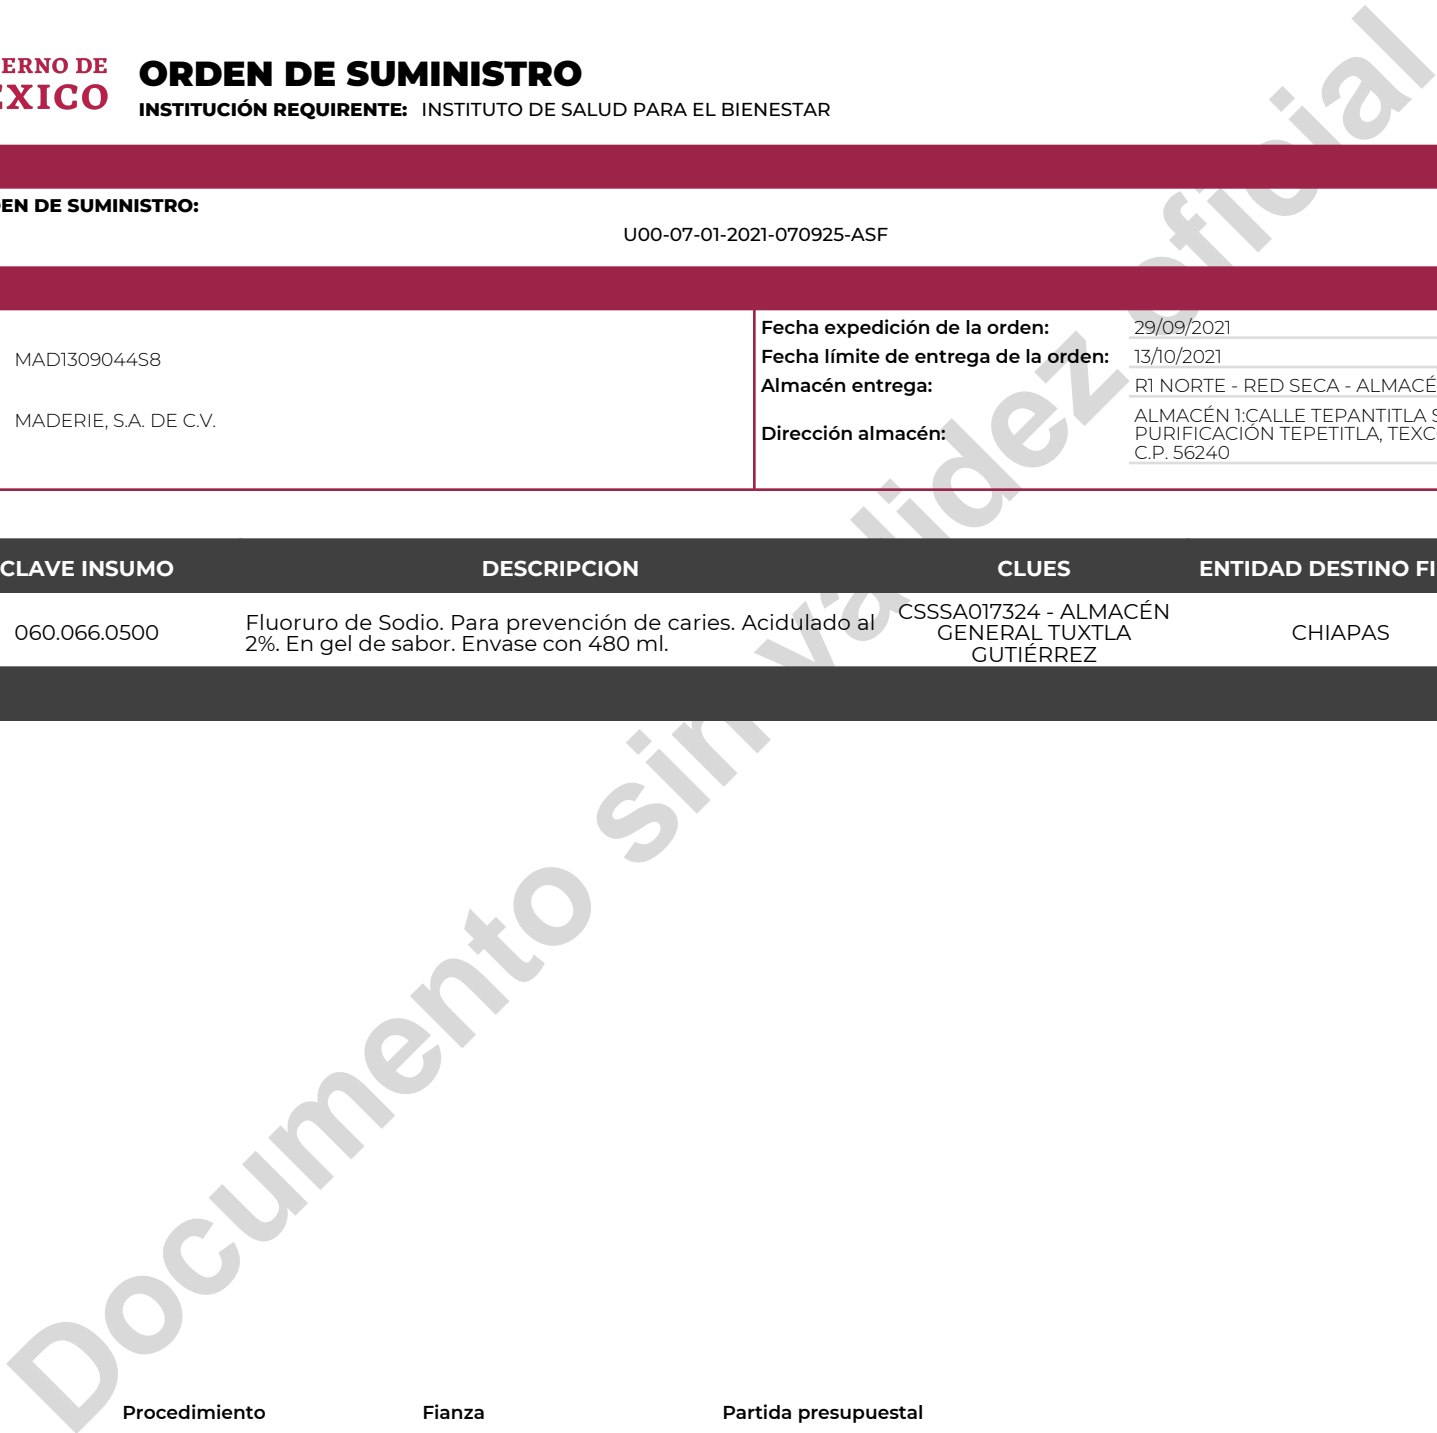 ERNO DE
EXICO
ORDEN DE SUMINISTRO
INSTITUCIÓN REQUIRENTE: INSTITUTO DE SALUD PARA EL BIENESTAR
EN DE SUMINISTRO:
U00-07-01-2021-070925-ASF
MAD1309044S8
MADERIE, S.A. DE C.V.
Fecha expedición de la orden: 29/09/2021
Fecha límite de entrega de la orden: 13/10/2021
Almacén entrega: R1 NORTE - RED SECA - ALMACÉ
Dirección almacén: ALMACÉN 1:CALLE TEPANTITLA S
PURIFICACIÓN TEPETITLA, TEXC
C.P. 56240
CLAVE INSUMO DESCRIPCION CLUES ENTIDAD DESTINO FI
060.066.0500
Fluoruro de Sodio. Para prevención de caries. Acidulado al
2%. En gel de sabor. Envase con 480 ml.
CSSSA017324 - ALMACÉN
GENERAL TUXTLA
GUTIÉRREZ
CHIAPAS
Documento sin validez oficial
Procedimiento Fianza Partida presupuestal